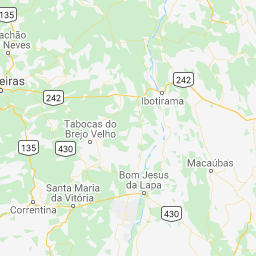 135
achão
s Neves
eiras
242
242
Ibotirama
Tabocas do
Brejo Velho
135
430
Macaúbas
Bom Jesus
da Lapa
Santa Maria
da Vitória
Correntina
430